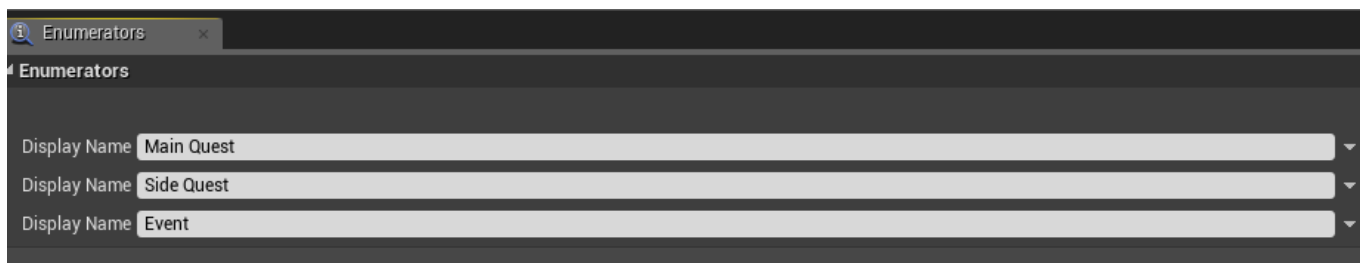 Enumerators
Enumerators
Display Name Main Quest
Display Name Side Quest
Display Name Event